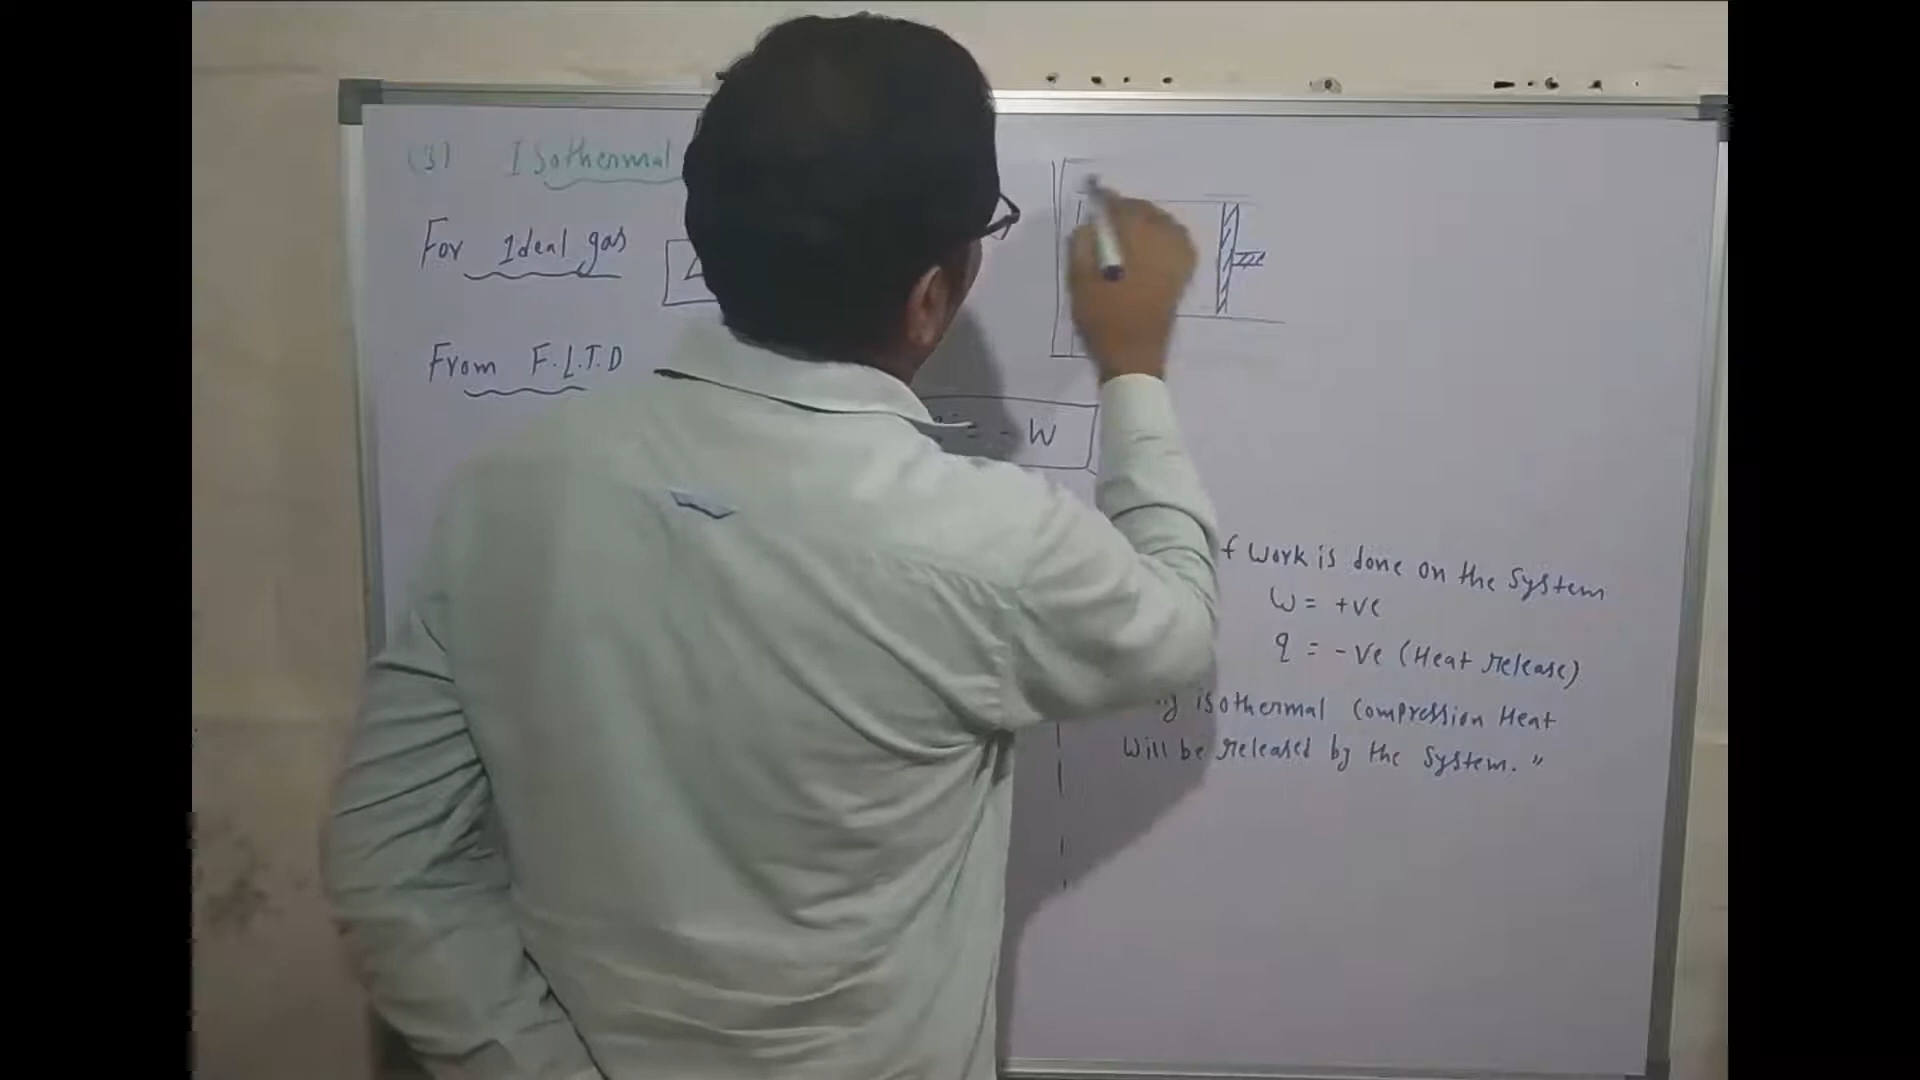 (3) Isothermal
For Ideal gas
From F.L.T.D
= - W
f work is done on the system
W = +ve
q = -ve (Heat release)
isothermal compression Heat
will be released by the system."